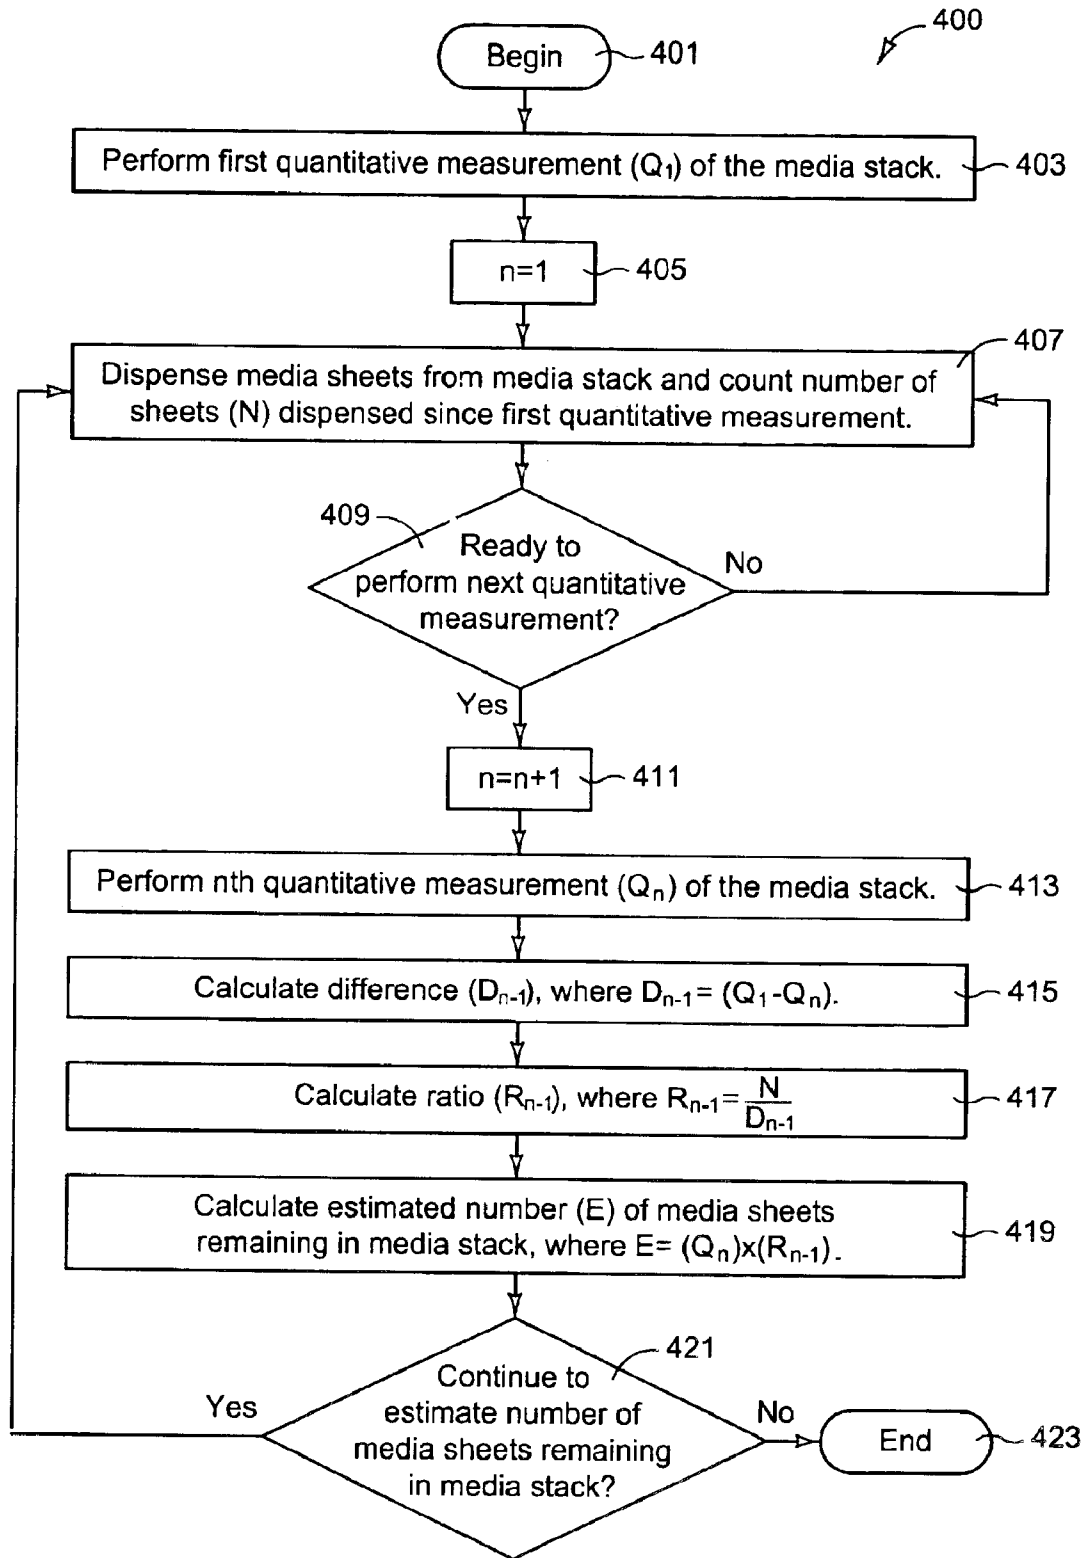 400
Begin
401
Perform first quantitative measurement (Q₁) of the media stack.
403
n=1
405
407
Dispense media sheets from media stack and count number of
sheets (N) dispensed since first quantitative measurement.
409
Ready to
perform next quantitative
measurement?
No
Yes
n=n+1
411
Perform nth quantitative measurement (Qₙ) of the media stack.
413
Calculate difference (Dₙ₋₁), where Dₙ₋₁= (Q₁-Qₙ).
415
Calculate ratio (Rₙ₋₁), where Rₙ₋₁= N
Dₙ₋₁
417
Calculate estimated number (E) of media sheets
remaining in media stack, where E= (Qₙ)x(Rₙ₋₁).
419
421
Continue to
estimate number of
media sheets remaining
in media stack?
Yes
No
End
423